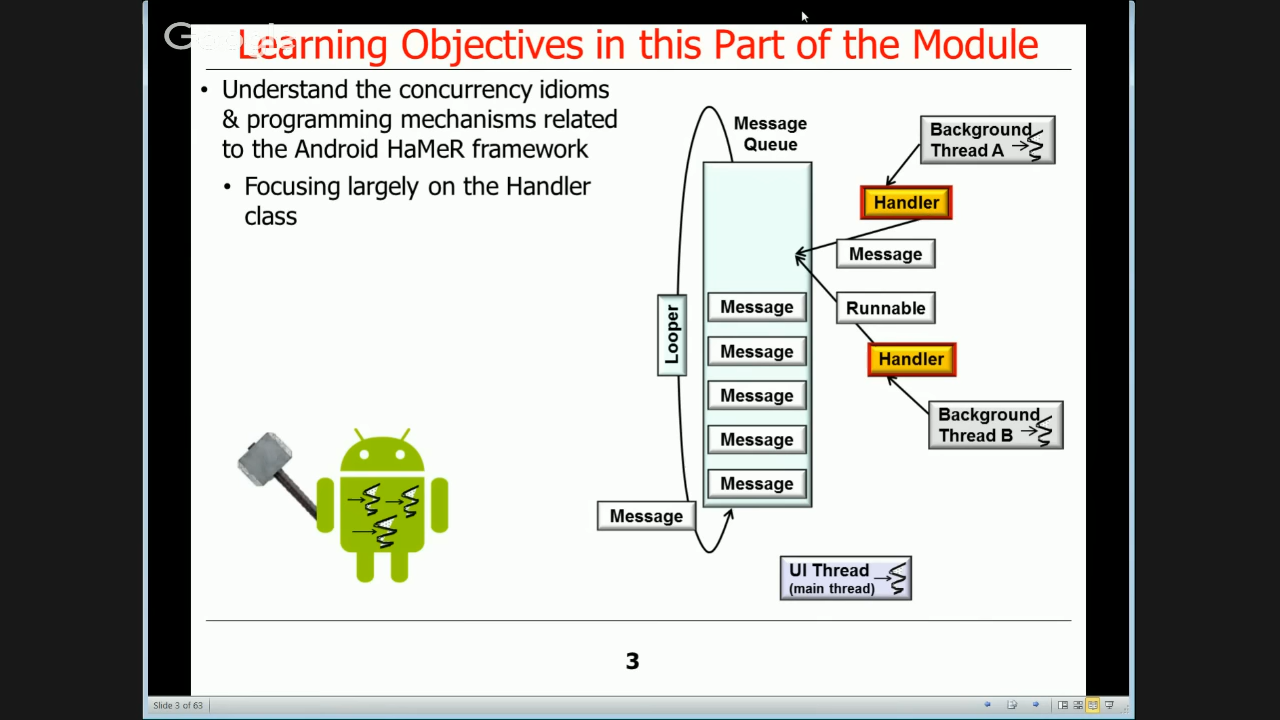 Google
Learning Objectives in this Part of the Module
• Understand the concurrency idioms
& programming mechanisms related
to the Android HaMeR framework
• Focusing largely on the Handler
class
Message
Queue
Background
Thread A
Handler
Message
Runnable
Handler
Background
Thread B
Looper
Message
Message
Message
Message
Message
Message
UI Thread
(main thread)
3
Slide 3 of 63